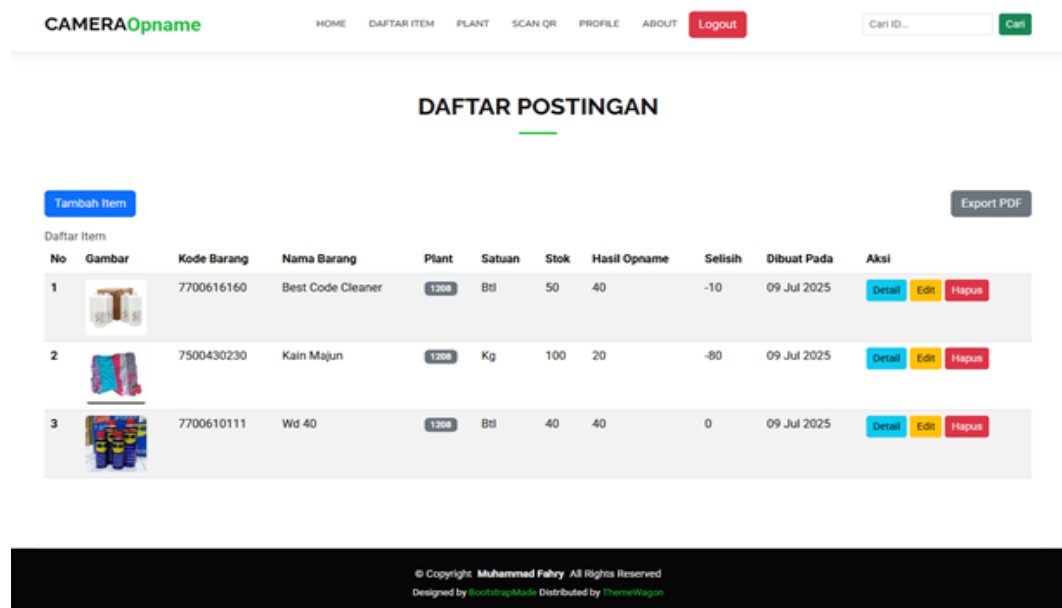 CAMERAOpname HOME DAFTAR ITEM PLANT SCAN QR PROFILE ABOUT Logout Cari ID... Cari
DAFTAR POSTINGAN
Tambah Item Export PDF
Daftar Item
No Gambar Kode Barang Nama Barang Plant Satuan Stok Hasil Opname Selisih Dibuat Pada Aksi
1 7700616160 Best Code Cleaner 1208 Btl 50 40 -10 09 Jul 2025 Detail Edit Hapus
2 7500430230 Kain Majun 1208 Kg 100 20 -80 09 Jul 2025 Detail Edit Hapus
3 7700610111 Wd 40 1208 Btl 40 40 0 09 Jul 2025 Detail Edit Hapus
© Copyright Muhammad Fahry All Rights Reserved
Designed by BootstrapMade Distributed by ThemeWagon